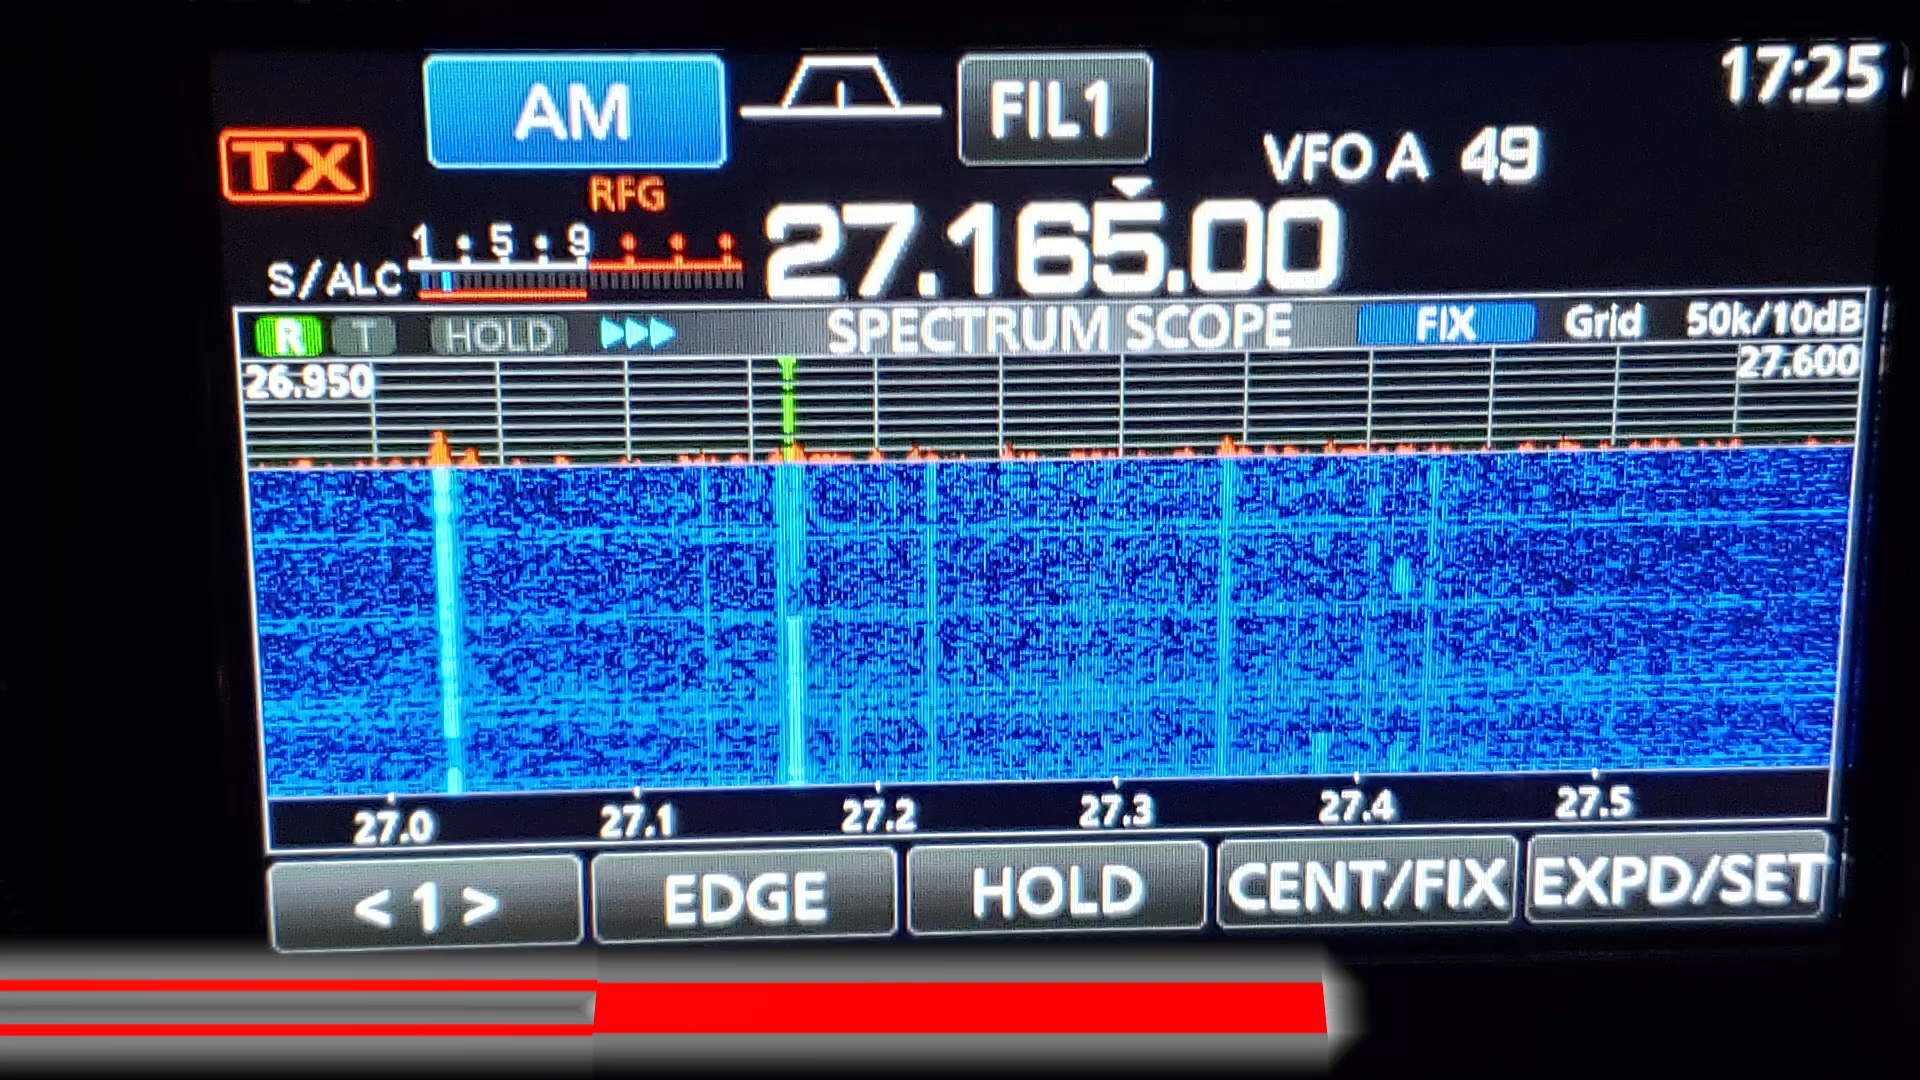 17:25
AM FIL1
TX VFO A 49
RFG
1 5 9 27.165.00
S/ALC
R T HOLD SPECTRUM SCOPE FIX Grid 50k/10dB
26.950 27.600
27.0 27.1 27.2 27.3 27.4 27.5
< 1 > EDGE HOLD CENT/FIX EXPD/SET